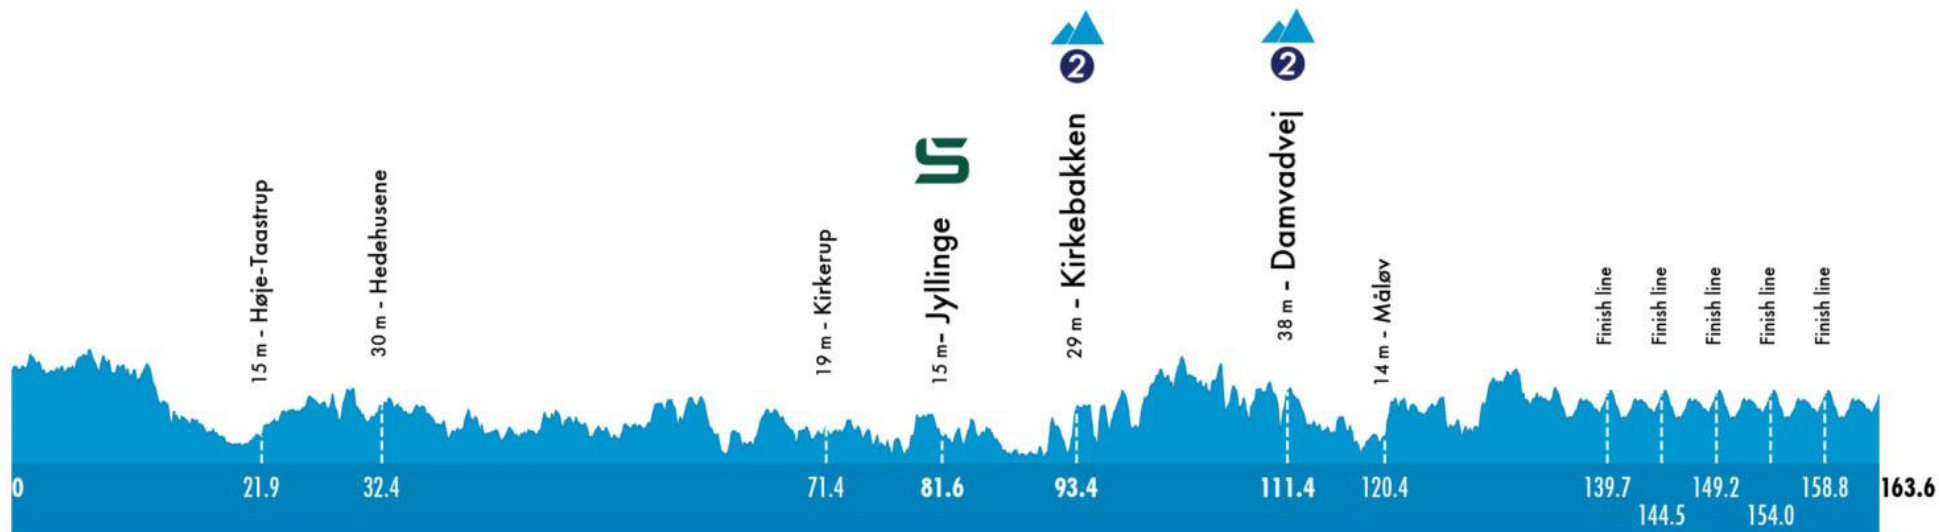 2
2
15 m - Høje-Taastrup
30 m - Hedehusene
19 m - Kirkerup
15 m- Jyllinge
S
29 m - Kirkebakken
38 m - Damvadvej
14 m - Måløv
Finish line
Finish line
Finish line
Finish line
Finish line
0
21.9
32.4
71.4
81.6
93.4
111.4
120.4
139.7
144.5
149.2
154.0
158.8
163.6